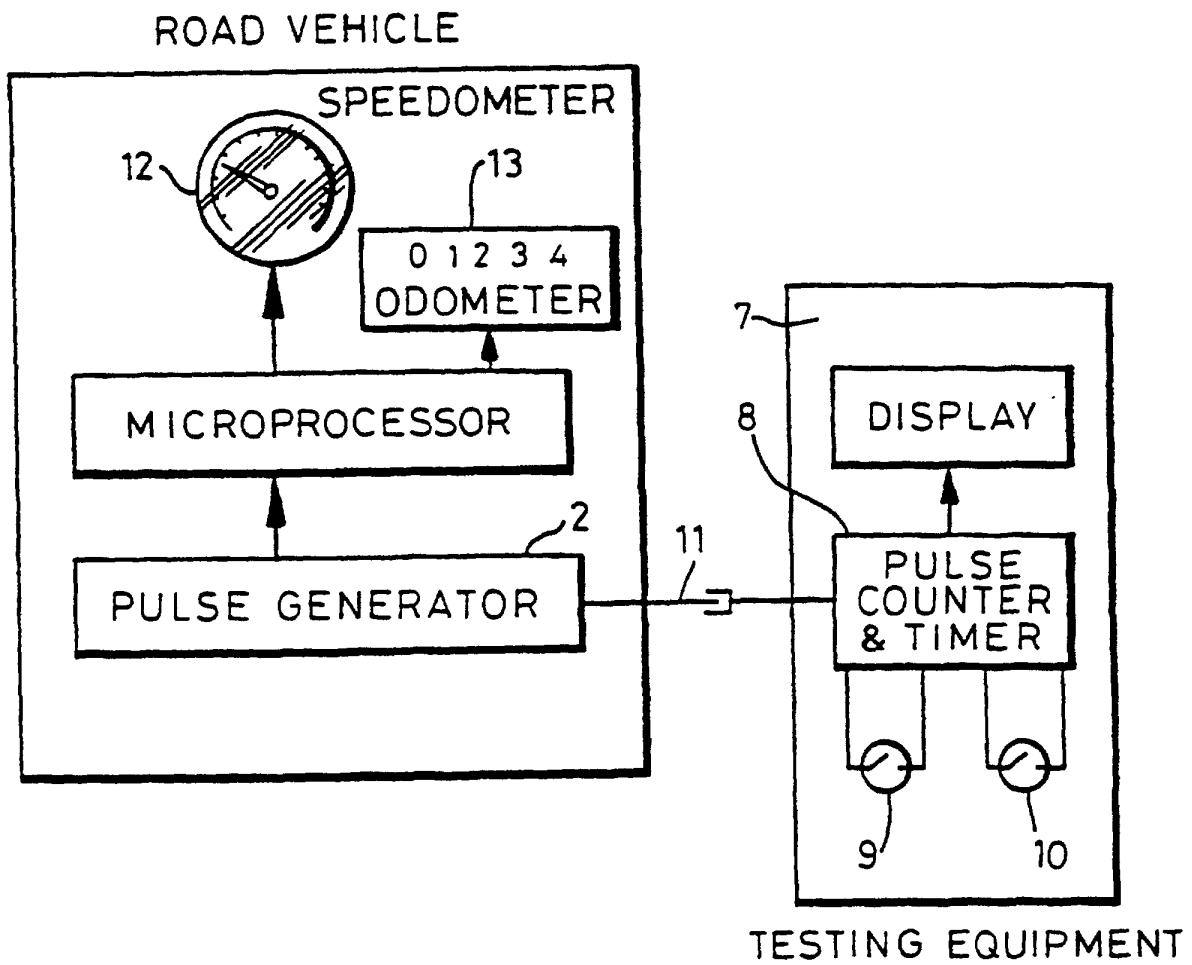 ROAD VEHICLE
SPEEDOMETER
12
13
0 1 2 3 4
ODOMETER
7
MICROPROCESSOR
DISPLAY
8
2
11
PULSE GENERATOR
PULSE
COUNTER
& TIMER
9
10
TESTING EQUIPMENT